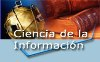 Ciencia de la
Información